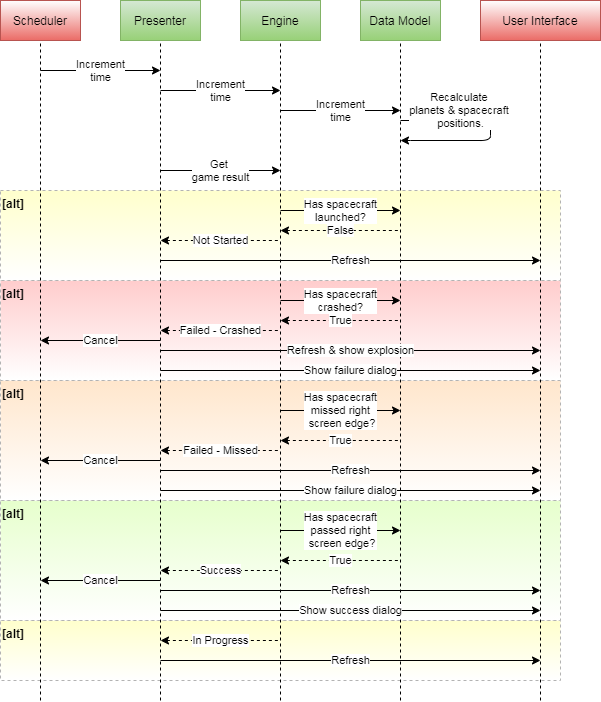 Scheduler
Presenter
Engine
Data Model
User Interface
Increment
time
Increment
time
Increment
time
Recalculate
planets & spacecraft
positions.
Get
game result
[alt]
Has spacecraft
launched?
False
Not Started
Refresh
[alt]
Has spacecraft
crashed?
True
Failed - Crashed
Cancel
Refresh & show explosion
Show failure dialog
[alt]
Has spacecraft
missed right
screen edge?
True
Failed - Missed
Cancel
Refresh
Show failure dialog
[alt]
Has spacecraft
passed right
screen edge?
True
Success
Cancel
Refresh
Show success dialog
[alt]
In Progress
Refresh